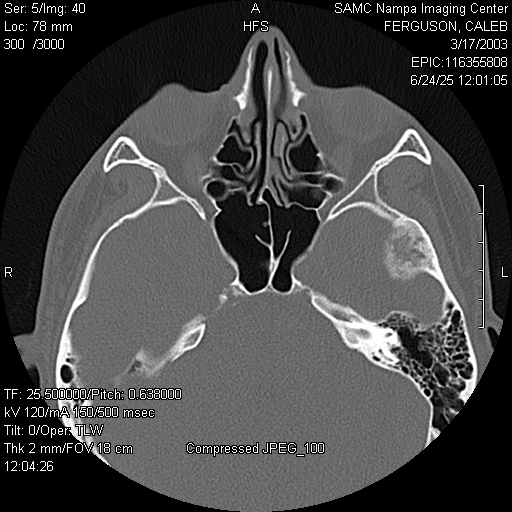 Ser: 5/Img: 40
Loc: 78 mm
300 /3000
A
HFS
SAMC Nampa Imaging Center
FERGUSON, CALEB
3/17/2003
EPIC:116355808
6/24/25 12:01:05
R
L
TF: 25.500000/Pitch: 0.638000
kV 120/mA 150/500 msec
Tilt: 0/Oper: TLW
Thk 2 mm/FOV 18 cm
12:04:26
Compressed JPEG_100